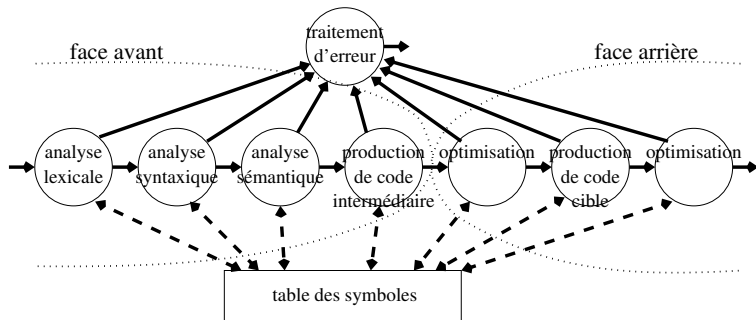 traitement
d'erreur
face avant
face arrière
analyse
lexicale
analyse
syntaxique
analyse
sémantique
production
de code
intermédiaire
optimisation
production
de code
cible
optimisation
table des symboles